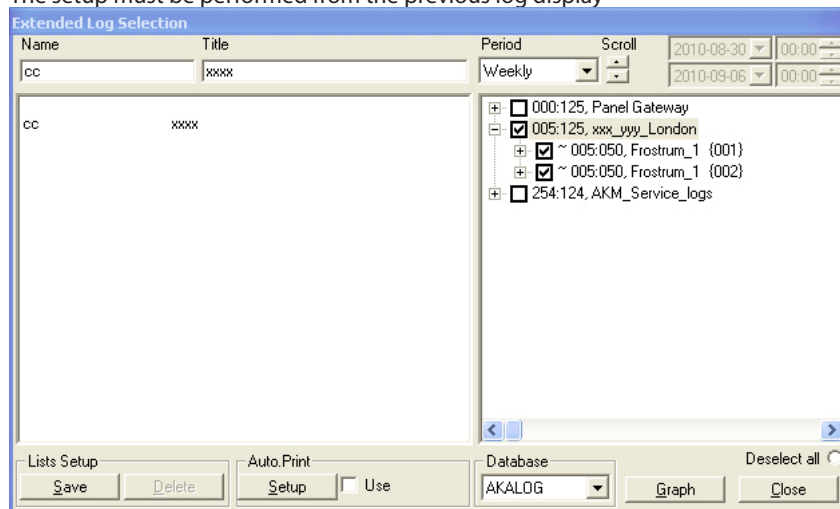 The setup must be performed from the previous log display
Extended Log Selection
Name Title Period Scroll
cc xxxx Weekly
2010-08-30 00:00
2010-09-06 00:00
cc xxxx
000:125, Panel Gateway
005:125, xxx_yyy_London
~ 005:050, Frostrum_1 {001}
~ 005:050, Frostrum_1 {002}
254:124, AKM_Service_logs
Lists Setup Auto.Print Database Deselect all
Save Delete Setup Use AKALOG Graph Close